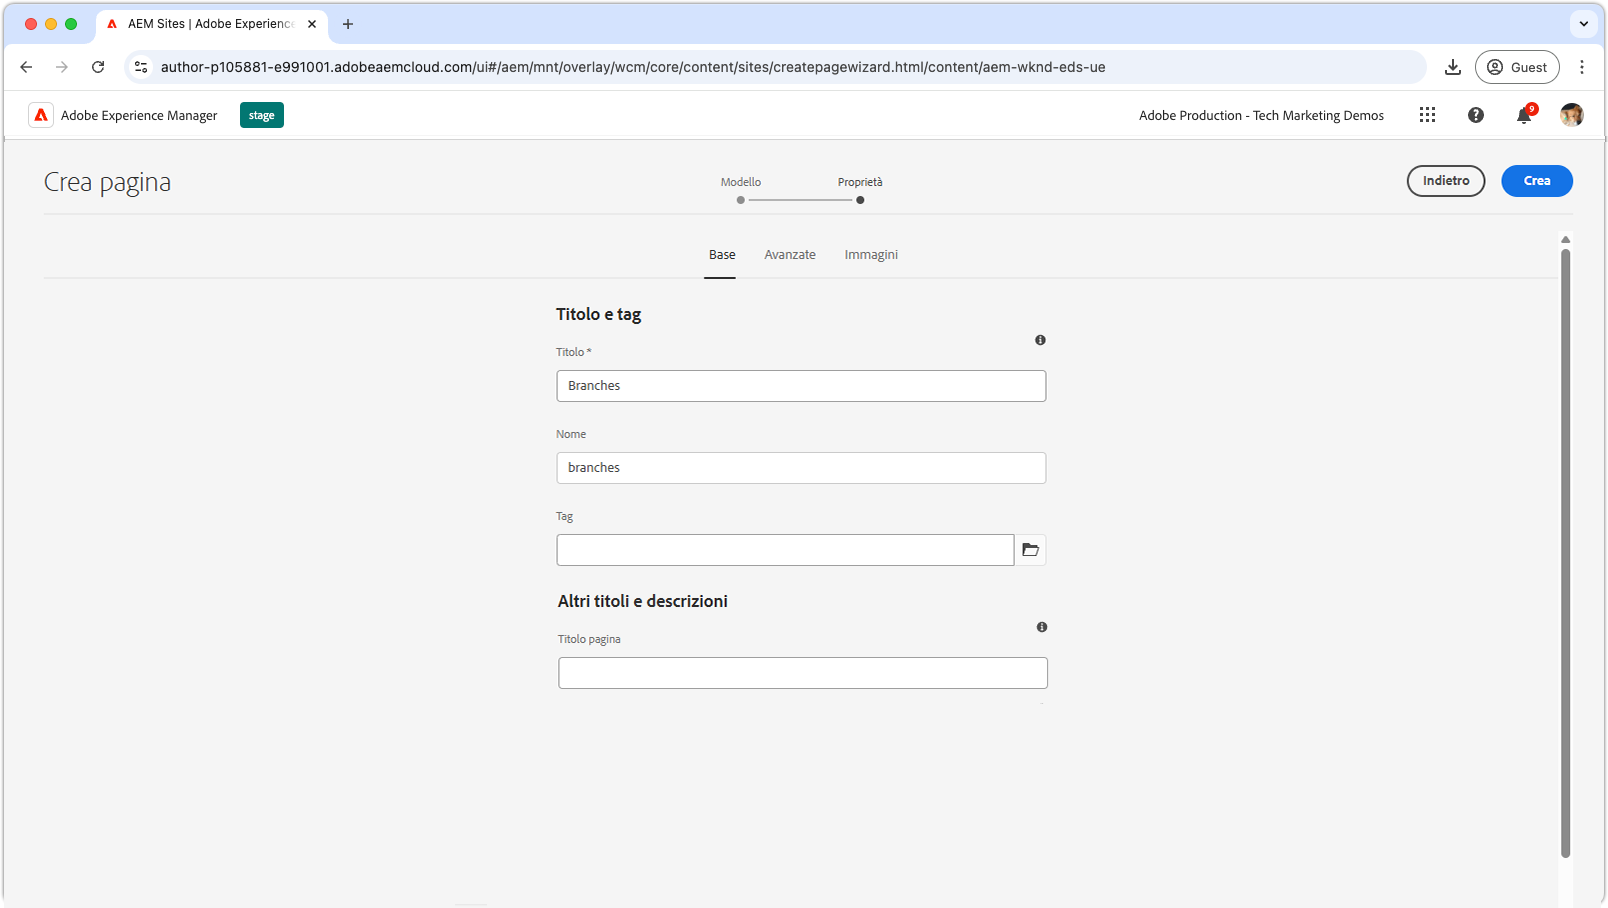 AEM Sites | Adobe Experience
author-p105881-e991001.adobeaemcloud.com/ui#/aem/mnt/overlay/wcm/core/content/sites/createpagewizard.html/content/aem-wknd-eds-ue
Guest
Adobe Experience Manager
stage
Adobe Production - Tech Marketing Demos
9
Crea pagina
Modello
Proprietà
Indietro
Crea
Base
Avanzate
Immagini
Titolo e tag
Titolo *
Branches
Nome
branches
Tag
Altri titoli e descrizioni
Titolo pagina